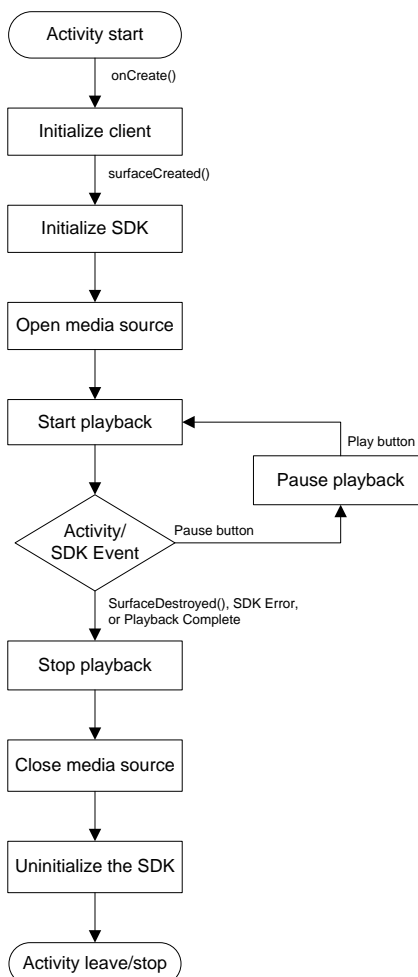 Activity start
onCreate()
Initialize client
surfaceCreated()
Initialize SDK
Open media source
Start playback
Play button
Pause playback
Activity/
SDK Event
Pause button
SurfaceDestroyed(), SDK Error,
or Playback Complete
Stop playback
Close media source
Uninitialize the SDK
Activity leave/stop